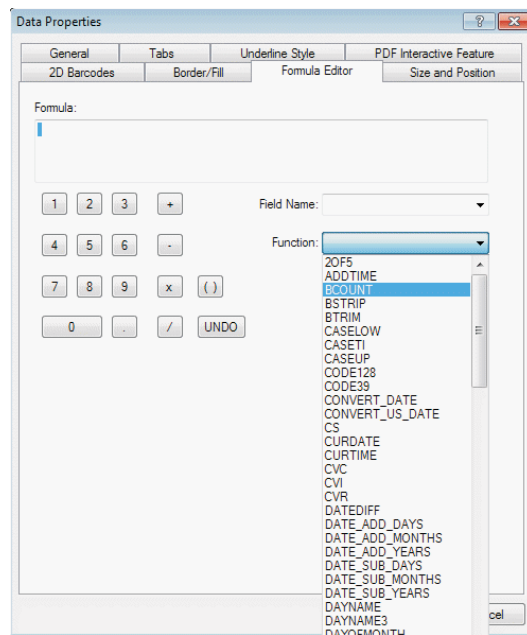 Data Properties
General Tabs Underline Style PDF Interactive Feature
2D Barcodes Border/Fill Formula Editor Size and Position
Formula:
1 2 3 + Field Name:
4 5 6 - Function:
2OF5
ADDTIME
7 8 9 x ( ) BCOUNT
BSTRIP
BTRIM
0 . / UNDO CASELOW
CASETI
CASEUP
CODE128
CODE39
CONVERT_DATE
CONVERT_US_DATE
CS
CURDATE
CURTIME
CVC
CVI
CVR
DATEDIFF
DATE_ADD_DAYS
DATE_ADD_MONTHS
DATE_ADD_YEARS
DATE_SUB_DAYS
DATE_SUB_MONTHS
DATE_SUB_YEARS
DAYNAME
DAYNAME3 cel
DAYOFMONTH